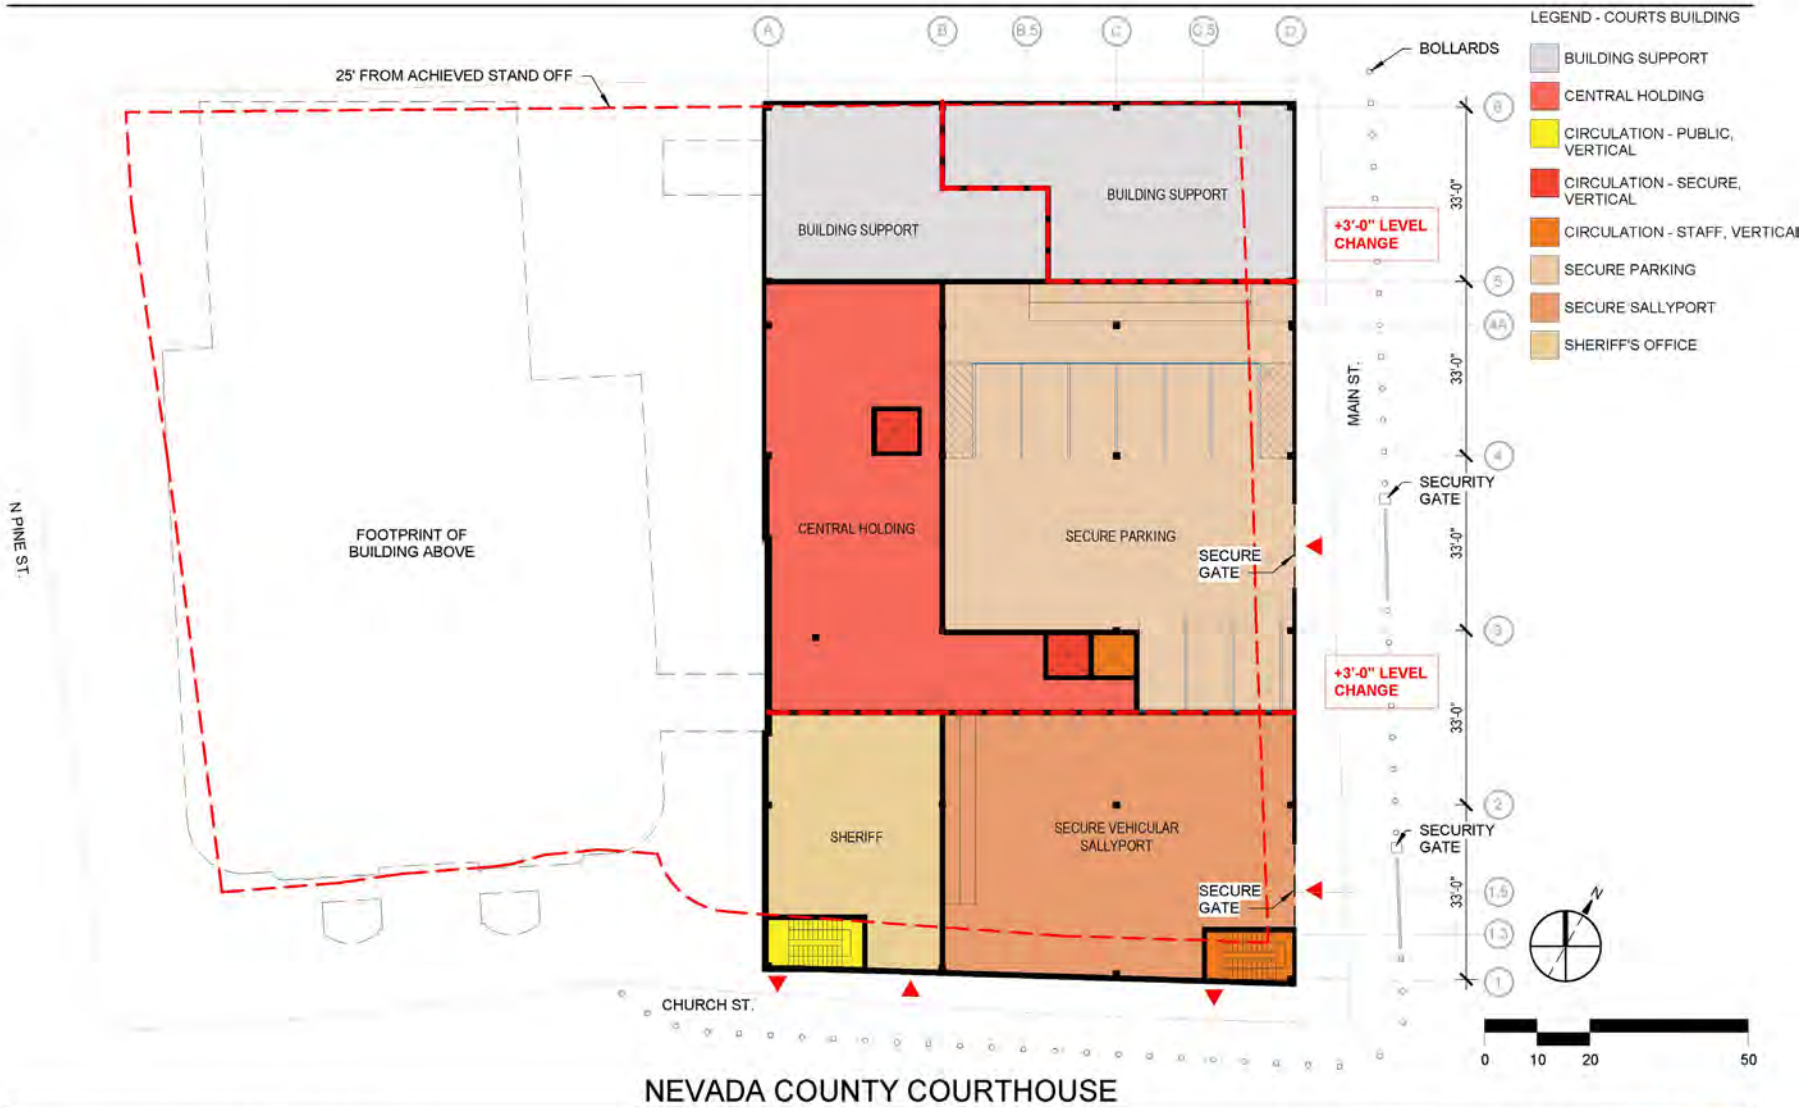 LEGEND - COURTS BUILDING
BUILDING SUPPORT
CENTRAL HOLDING
CIRCULATION - PUBLIC,
VERTICAL
CIRCULATION - SECURE,
VERTICAL
CIRCULATION - STAFF, VERTICAL
SECURE PARKING
SECURE SALLYPORT
SHERIFF'S OFFICE
A
B
B.5
C
C.5
D
BOLLARDS
25' FROM ACHIEVED STAND OFF
6
33'-0"
BUILDING SUPPORT
BUILDING SUPPORT
+3'-0" LEVEL
CHANGE
5
4A
33'-0"
MAIN ST.
4
SECURITY
GATE
N PINE ST.
FOOTPRINT OF
BUILDING ABOVE
CENTRAL HOLDING
SECURE PARKING
SECURE
GATE
33'-0"
3
+3'-0" LEVEL
CHANGE
33'-0"
2
SHERIFF
SECURE VEHICULAR
SALLYPORT
SECURITY
GATE
SECURE
GATE
33'-0"
1.5
1.3
1
N
CHURCH ST.
0
10
20
50
NEVADA COUNTY COURTHOUSE